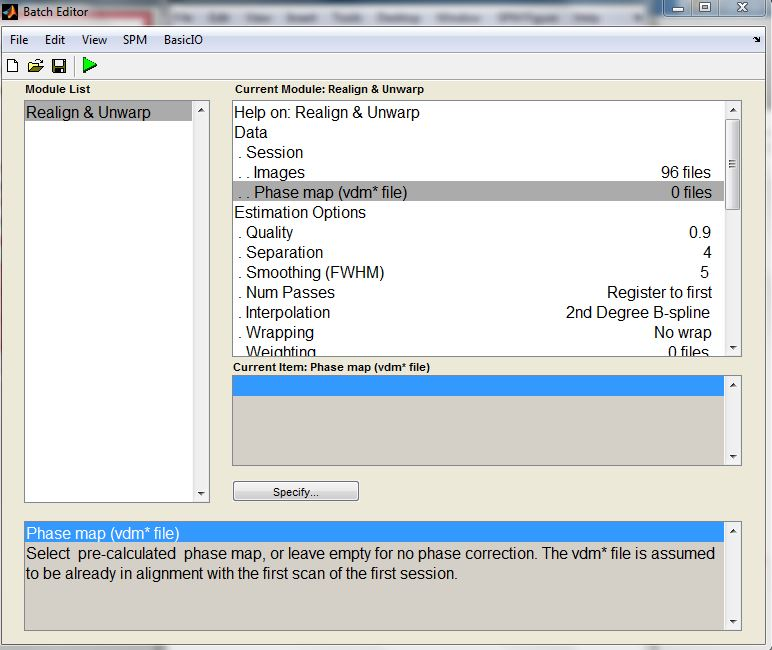 Batch Editor
File Edit View SPM BasicIO
Module List
Realign & Unwarp
Current Module: Realign & Unwarp
Help on: Realign & Unwarp
Data
. Session
. . Images 96 files
. . Phase map (vdm* file) 0 files
Estimation Options
. Quality 0.9
. Separation 4
. Smoothing (FWHM) 5
. Num Passes Register to first
. Interpolation 2nd Degree B-spline
. Wrapping No wrap
. Weighting 0 files
Current Item: Phase map (vdm* file)
Specify...
Phase map (vdm* file)
Select pre-calculated phase map, or leave empty for no phase correction. The vdm* file is assumed
to be already in alignment with the first scan of the first session.